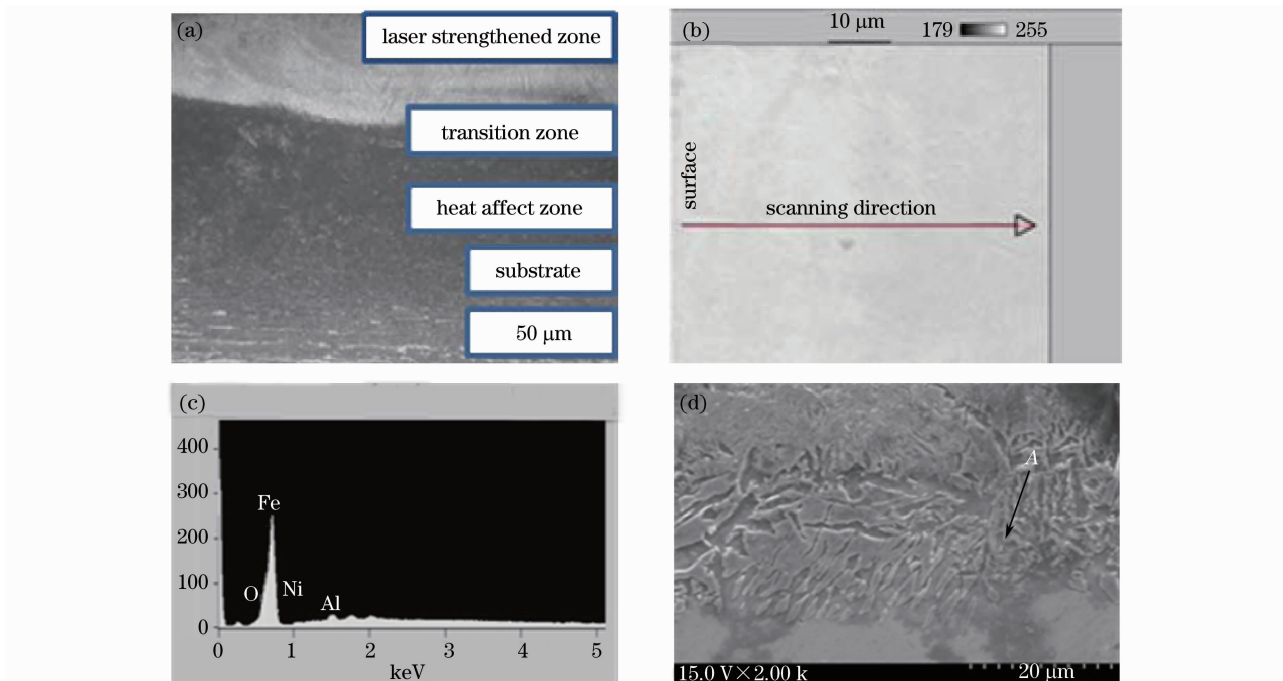 (a)
laser strengthened zone
transition zone
heat affect zone
substrate
50 μm
(b)
10 μm
179 255
surface
scanning direction
(c)
400
300
200
100
0
Fe
O
Ni
Al
0 1 2 3 4 5
keV
(d)
A
15.0 V×2.00 k 20 μm